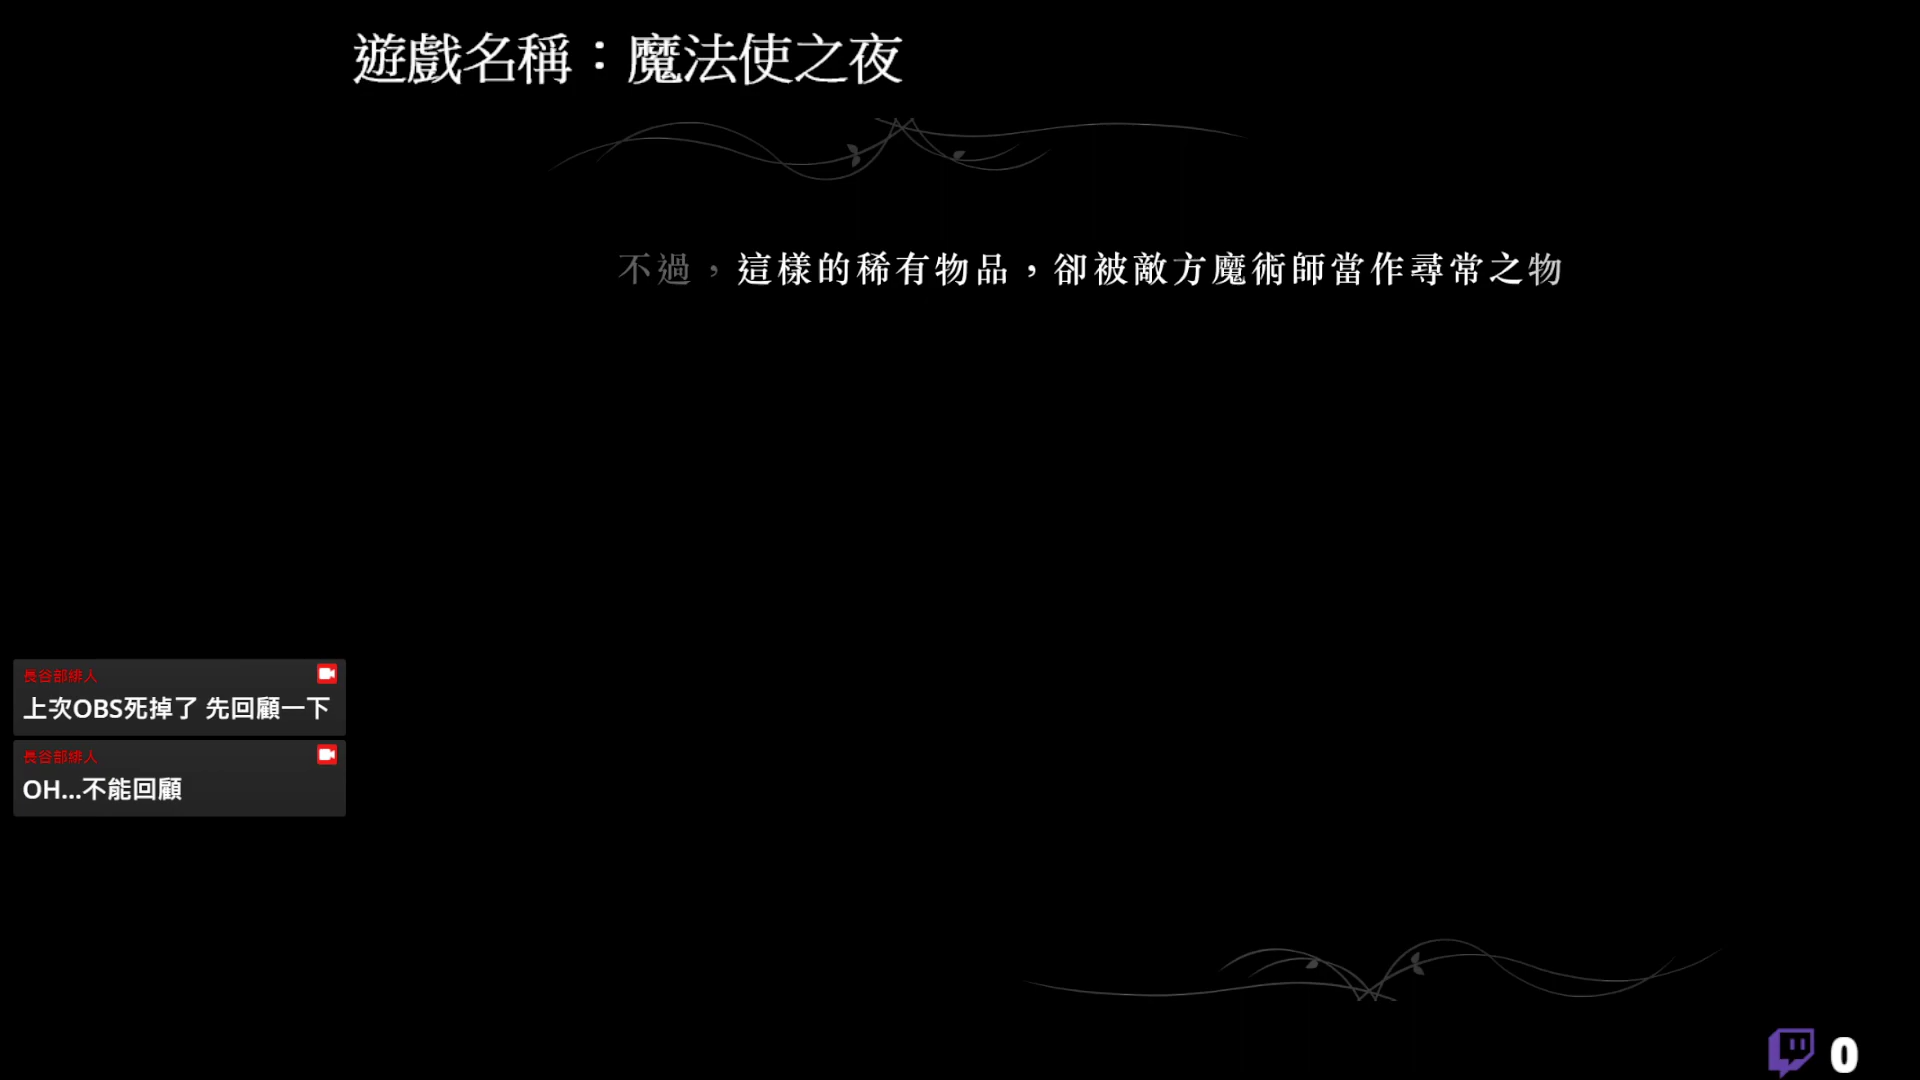 遊戲名稱：魔法使之夜
不過，這樣的稀有物品，卻被敵方魔術師當作尋常之物
長谷部緋人
上次OBS死掉了 先回顧一下
長谷部緋人
OH...不能回顧
0